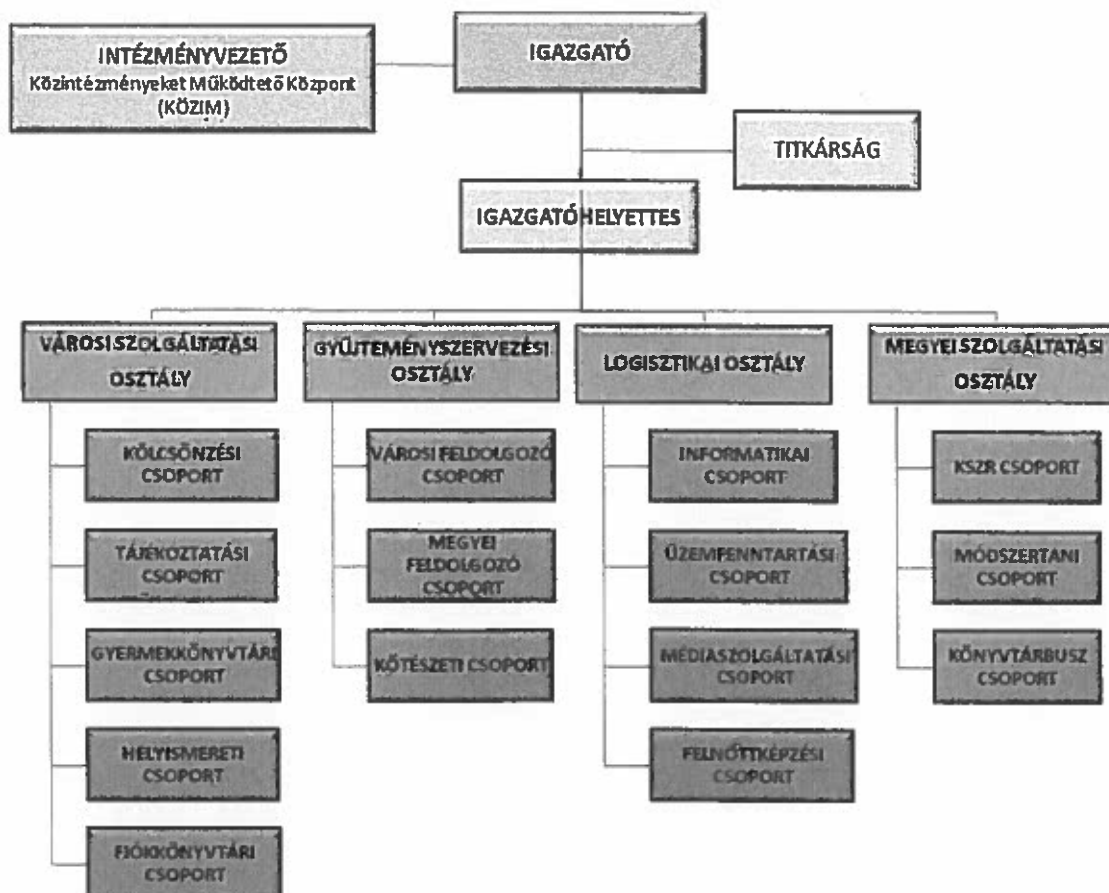 INTÉZMÉNYVEZETŐ
Közintézményeket Működtető Központ
(KÖZIM)
IGAZGATÓ
TITKÁRSÁG
IGAZGATÓHELYETTES
VÁROSI SZOLGÁLTATÁSI
OSZTÁLY
KÖLCSÖNZÉSI
CSOPORT
TÁJÉKOZTATÁSI
CSOPORT
GYERMEKKÖNYVTÁRI
CSOPORT
HELYISMERETI
CSOPORT
FIÓKKÖNYVTÁRI
CSOPORT
GYŰJTEMÉNYSZERVEZÉSI
OSZTÁLY
VÁROSI FELDOLGOZÓ
CSOPORT
MEGYEI
FELDOLGOZÓ
CSOPORT
KÖTÉSZETI CSOPORT
LOGISZTIKAI OSZTÁLY
INFORMATIKAI
CSOPORT
ÜZEMFENNTARTÁSI
CSOPORT
MÉDIASZOLGÁLTATÁSI
CSOPORT
FELNŐTTKÉPZÉSI
CSOPORT
MEGYEI SZOLGÁLTATÁSI
OSZTÁLY
KSZR CSOPORT
MÓDSZERTANI
CSOPORT
KÖNYVTÁRBUSZ
CSOPORT